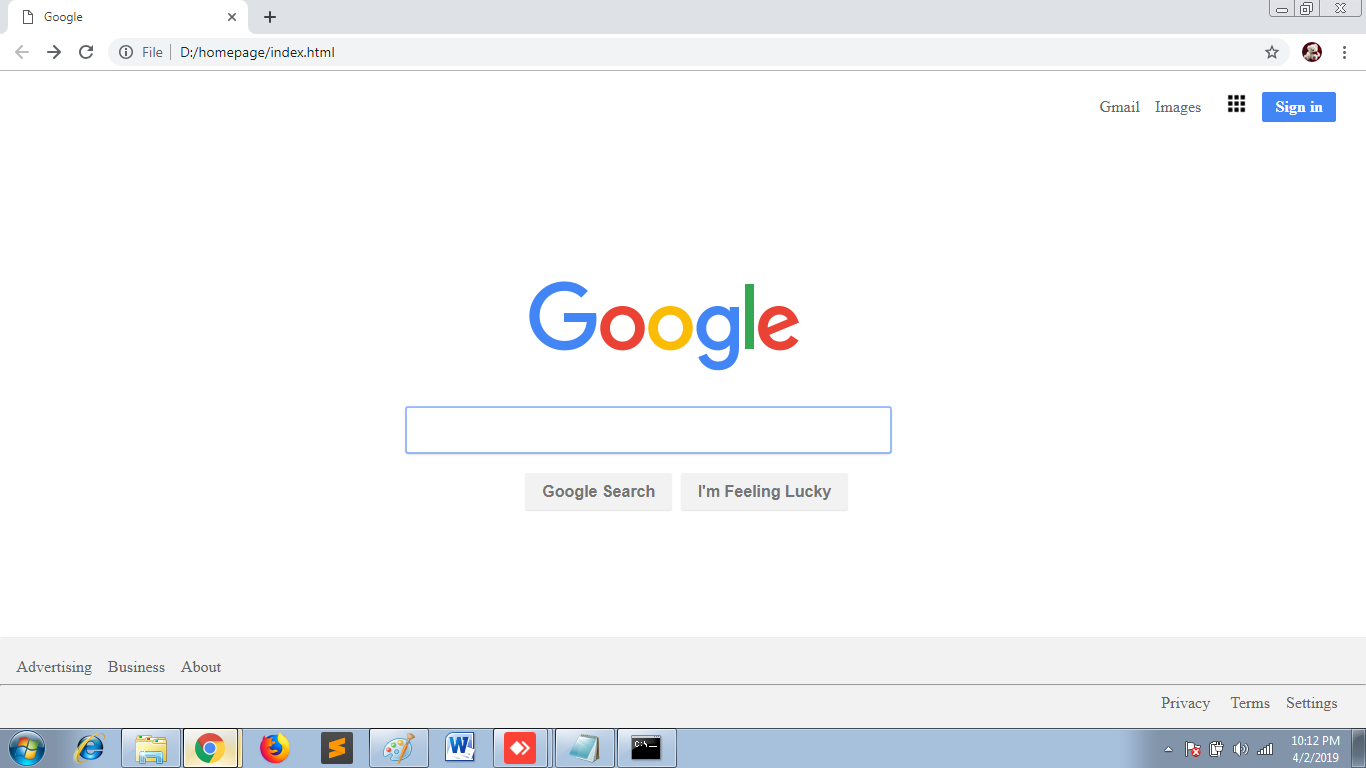 Google
File D:/homepage/index.html
Gmail Images Sign in
Google
Google Search I'm Feeling Lucky
Advertising Business About
Privacy Terms Settings
C:\
10:12 PM
4/2/2019